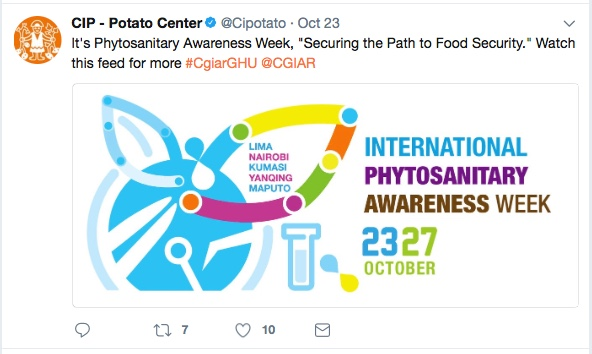 CIP - Potato Center @Cipotato · Oct 23
It's Phytosanitary Awareness Week, "Securing the Path to Food Security." Watch
this feed for more #CgiarGHU @CGIAR
LIMA
NAIROBI
KUMASI
YANQING
MAPUTO
INTERNATIONAL
PHYTOSANITARY
AWARENESS WEEK
23 27
OCTOBER
7 10